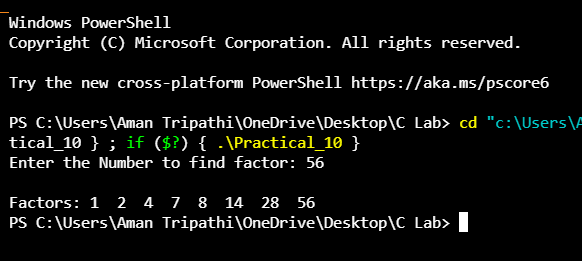 Windows PowerShell
Copyright (C) Microsoft Corporation. All rights reserved.
Try the new cross-platform PowerShell https://aka.ms/pscore6
PS C:\Users\Aman Tripathi\OneDrive\Desktop\C Lab> cd "c:\Users\A
tical_10 } ; if ($?) { .\Practical_10 }
Enter the Number to find factor: 56
Factors: 1  2  4  7  8  14  28  56
PS C:\Users\Aman Tripathi\OneDrive\Desktop\C Lab>